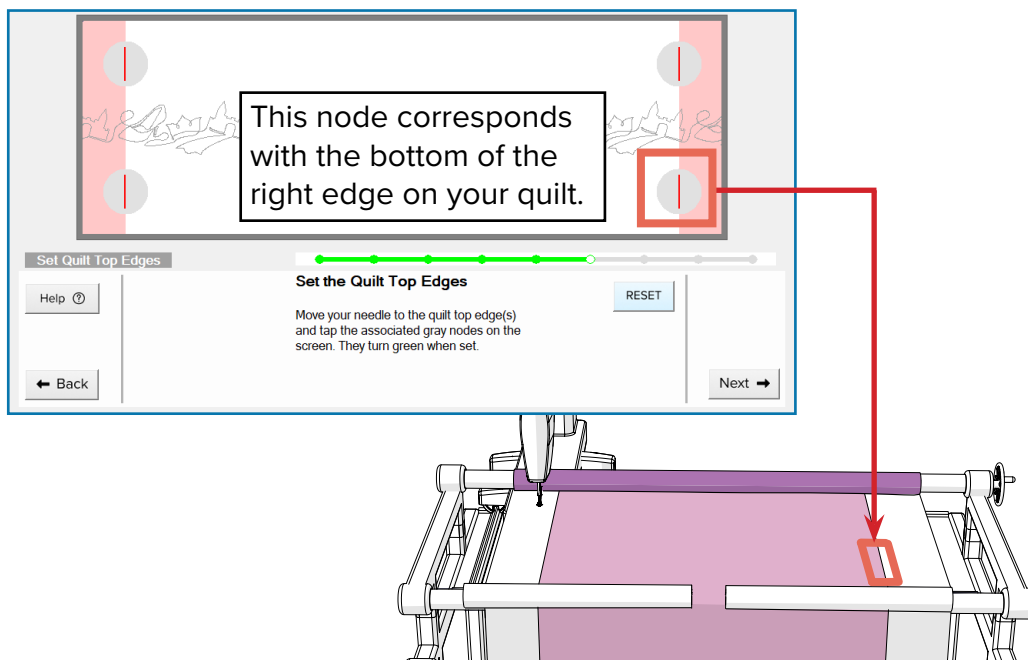 This node corresponds
with the bottom of the
right edge on your quilt.
Set Quilt Top Edges
Help ?
Set the Quilt Top Edges
RESET
Move your needle to the quilt top edge(s)
and tap the associated gray nodes on the
screen. They turn green when set.
← Back
Next →